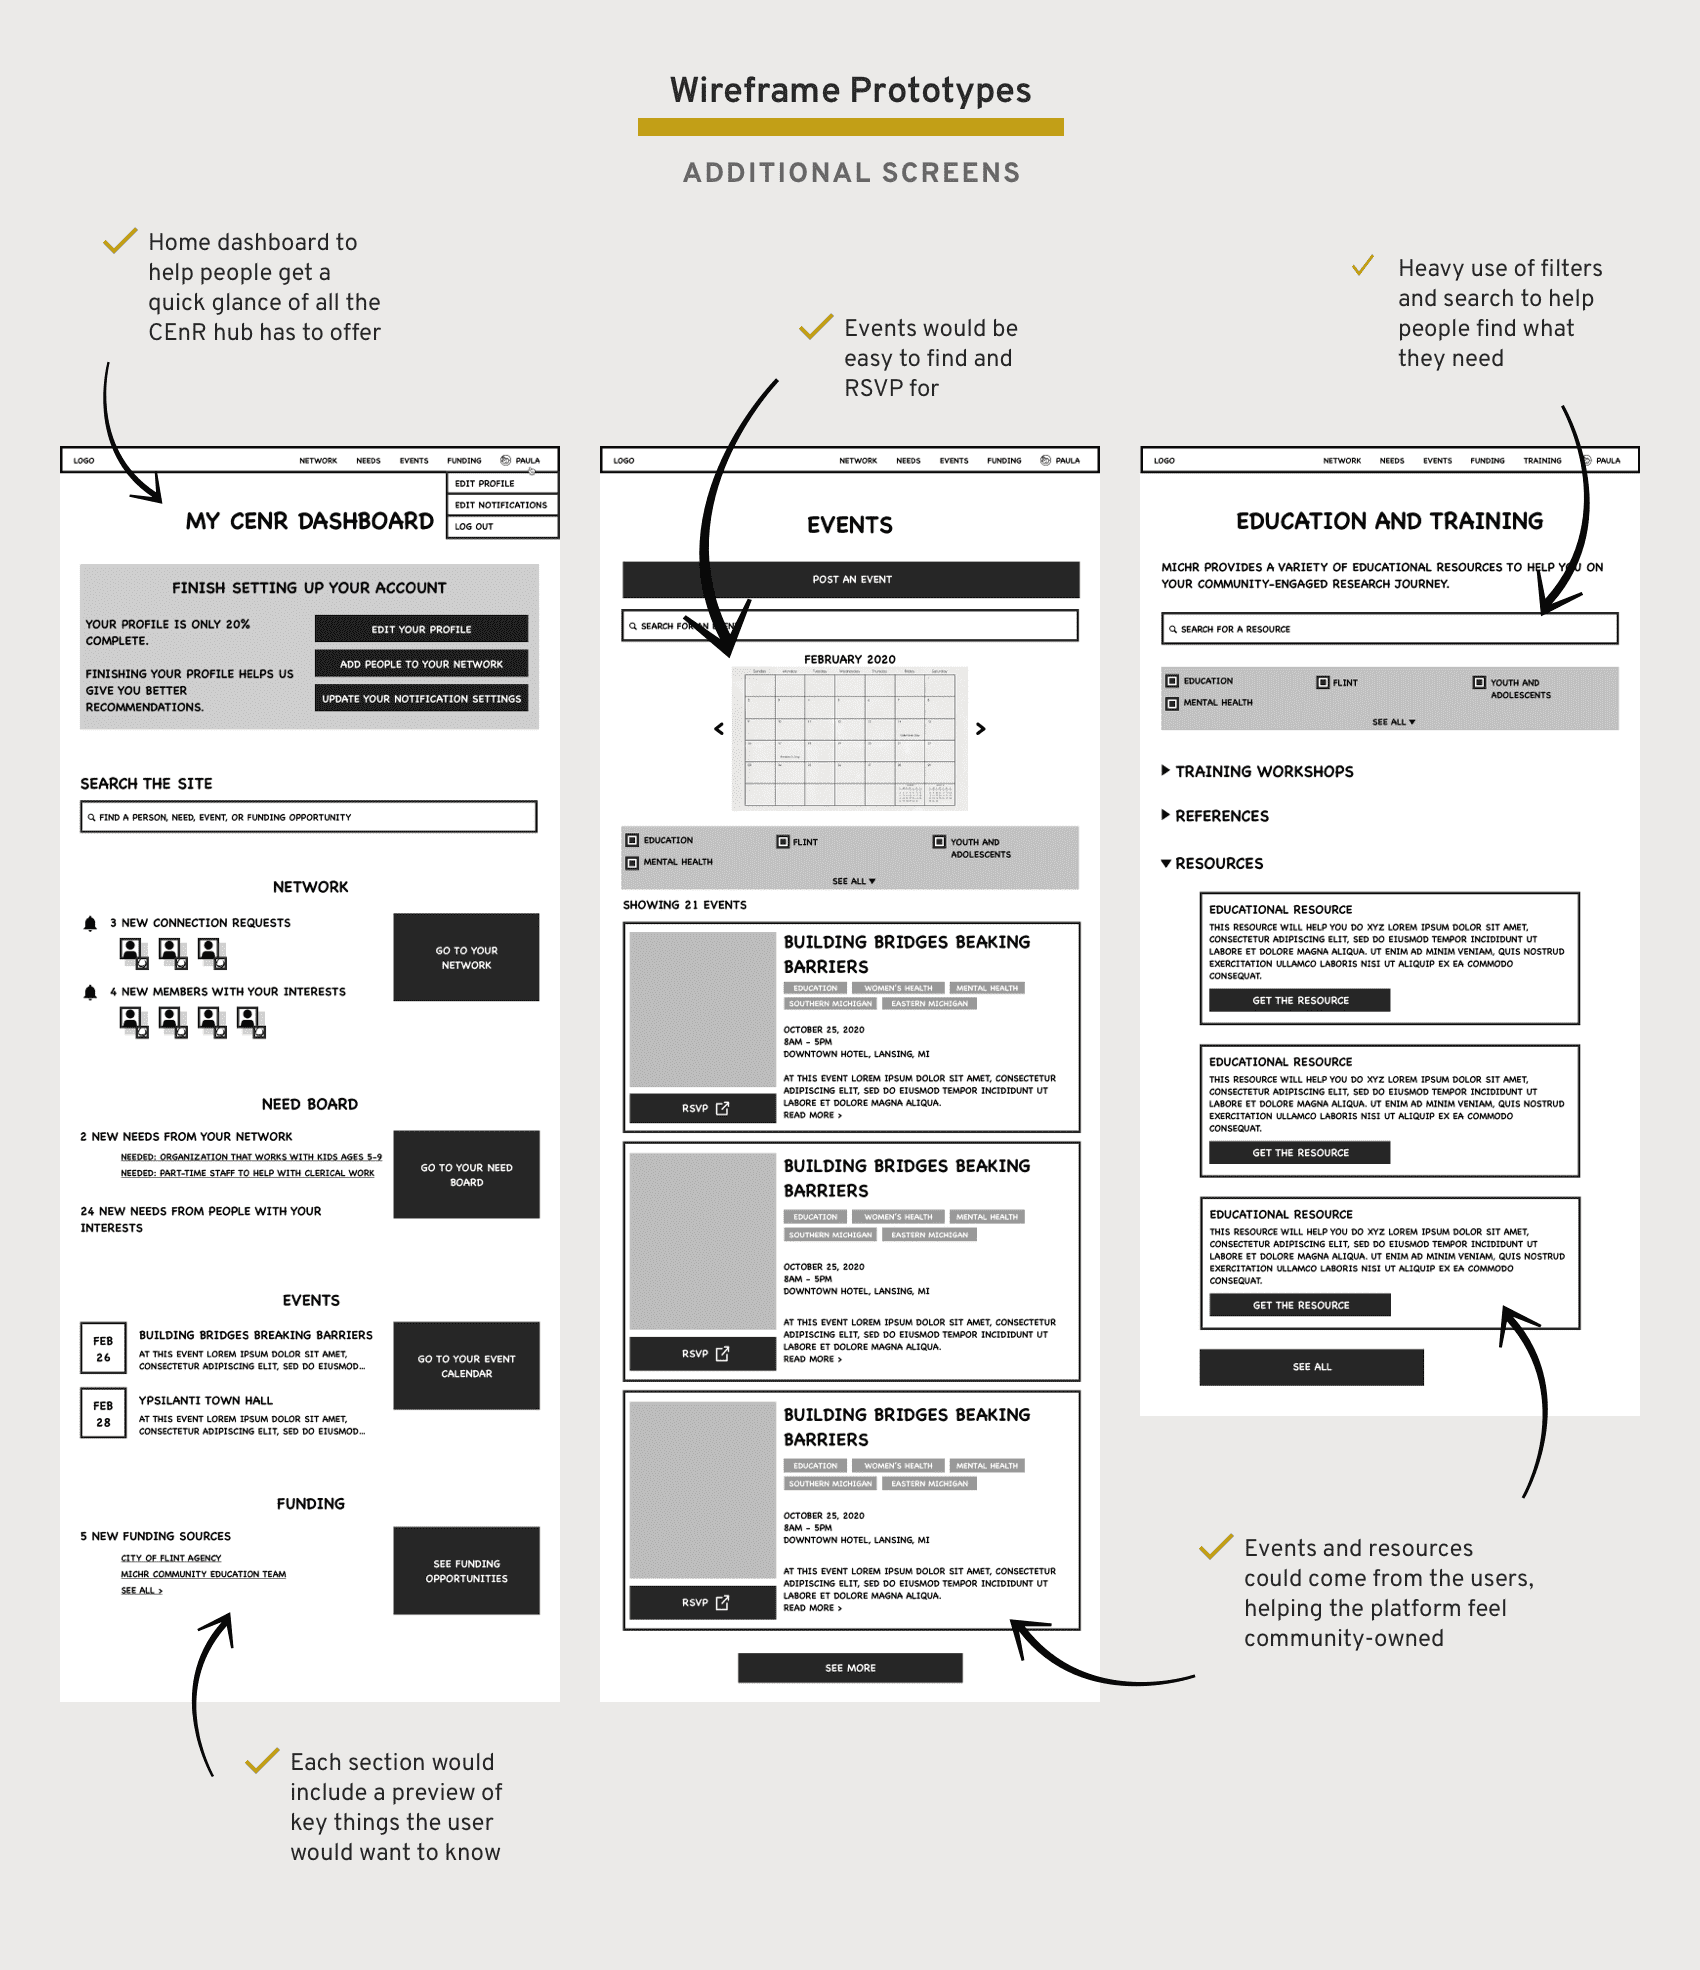 Wireframe Prototypes
ADDITIONAL SCREENS
Home dashboard to
help people get a
quick glance of all the
CEnR hub has to offer
Events would be
easy to find and
RSVP for
Heavy use of filters
and search to help
people find what
they need
LOGO NETWORK NEEDS EVENTS FUNDING PAULA
EDIT PROFILE
EDIT NOTIFICATIONS
LOG OUT
MY CENR DASHBOARD
FINISH SETTING UP YOUR ACCOUNT
YOUR PROFILE IS ONLY 20%
COMPLETE.
FINISHING YOUR PROFILE HELPS US
GIVE YOU BETTER
RECOMMENDATIONS.
EDIT YOUR PROFILE
ADD PEOPLE TO YOUR NETWORK
UPDATE YOUR NOTIFICATION SETTINGS
SEARCH THE SITE
FIND A PERSON, NEED, EVENT, OR FUNDING OPPORTUNITY
NETWORK
3 NEW CONNECTION REQUESTS
4 NEW MEMBERS WITH YOUR INTERESTS
GO TO YOUR
NETWORK
NEED BOARD
2 NEW NEEDS FROM YOUR NETWORK
NEEDED: ORGANIZATION THAT WORKS WITH KIDS AGES 5-9
NEEDED: PART-TIME STAFF TO HELP WITH CLERICAL WORK
24 NEW NEEDS FROM PEOPLE WITH YOUR
INTERESTS
GO TO YOUR NEED
BOARD
EVENTS
FEB
26
BUILDING BRIDGES BREAKING BARRIERS
AT THIS EVENT LOREM IPSUM DOLOR SIT AMET,
CONSECTETUR ADIPISCING ELIT, SED DO EIUSMOD...
FEB
28
YPSILANTI TOWN HALL
AT THIS EVENT LOREM IPSUM DOLOR SIT AMET,
CONSECTETUR ADIPISCING ELIT, SED DO EIUSMOD...
GO TO YOUR EVENT
CALENDAR
FUNDING
5 NEW FUNDING SOURCES
CITY OF FLINT AGENCY
MICHR COMMUNITY EDUCATION TEAM
SEE ALL >
SEE FUNDING
OPPORTUNITIES
Each section would
include a preview of
key things the user
would want to know
LOGO NETWORK NEEDS EVENTS FUNDING PAULA
EVENTS
POST AN EVENT
SEARCH FOR AN EVENT
FEBRUARY 2020
< >
EDUCATION FLINT YOUTH AND
ADOLESCENTS
MENTAL HEALTH
SEE ALL ▼
SHOWING 21 EVENTS
BUILDING BRIDGES BEAKING
BARRIERS
EDUCATION WOMEN'S HEALTH MENTAL HEALTH
SOUTHERN MICHIGAN EASTERN MICHIGAN
OCTOBER 25, 2020
8AM - 5PM
DOWNTOWN HOTEL, LANSING, MI
AT THIS EVENT LOREM IPSUM DOLOR SIT AMET, CONSECTETUR
ADIPISCING ELIT, SED DO EIUSMOD TEMPOR INCIDIDUNT UT
LABORE ET DOLORE MAGNA ALIQUA.
READ MORE >
RSVP
BUILDING BRIDGES BEAKING
BARRIERS
EDUCATION WOMEN'S HEALTH MENTAL HEALTH
SOUTHERN MICHIGAN EASTERN MICHIGAN
OCTOBER 25, 2020
8AM - 5PM
DOWNTOWN HOTEL, LANSING, MI
AT THIS EVENT LOREM IPSUM DOLOR SIT AMET, CONSECTETUR
ADIPISCING ELIT, SED DO EIUSMOD TEMPOR INCIDIDUNT UT
LABORE ET DOLORE MAGNA ALIQUA.
READ MORE >
RSVP
BUILDING BRIDGES BEAKING
BARRIERS
EDUCATION WOMEN'S HEALTH MENTAL HEALTH
SOUTHERN MICHIGAN EASTERN MICHIGAN
OCTOBER 25, 2020
8AM - 5PM
DOWNTOWN HOTEL, LANSING, MI
AT THIS EVENT LOREM IPSUM DOLOR SIT AMET, CONSECTETUR
ADIPISCING ELIT, SED DO EIUSMOD TEMPOR INCIDIDUNT UT
LABORE ET DOLORE MAGNA ALIQUA.
READ MORE >
RSVP
SEE MORE
LOGO NETWORK NEEDS EVENTS FUNDING TRAINING PAULA
EDUCATION AND TRAINING
MICHR PROVIDES A VARIETY OF EDUCATIONAL RESOURCES TO HELP YOU ON
YOUR COMMUNITY-ENGAGED RESEARCH JOURNEY.
SEARCH FOR A RESOURCE
EDUCATION FLINT YOUTH AND
ADOLESCENTS
MENTAL HEALTH
SEE ALL ▼
TRAINING WORKSHOPS
REFERENCES
RESOURCES
EDUCATIONAL RESOURCE
THIS RESOURCE WILL HELP YOU DO XYZ LOREM IPSUM DOLOR SIT AMET,
CONSECTETUR ADIPISCING ELIT, SED DO EIUSMOD TEMPOR INCIDIDUNT UT
LABORE ET DOLORE MAGNA ALIQUA. UT ENIM AD MINIM VENIAM, QUIS NOSTRUD
EXERCITATION ULLAMCO LABORIS NISI UT ALIQUIP EX EA COMMODO
CONSEQUAT.
GET THE RESOURCE
EDUCATIONAL RESOURCE
THIS RESOURCE WILL HELP YOU DO XYZ LOREM IPSUM DOLOR SIT AMET,
CONSECTETUR ADIPISCING ELIT, SED DO EIUSMOD TEMPOR INCIDIDUNT UT
LABORE ET DOLORE MAGNA ALIQUA. UT ENIM AD MINIM VENIAM, QUIS NOSTRUD
EXERCITATION ULLAMCO LABORIS NISI UT ALIQUIP EX EA COMMODO
CONSEQUAT.
GET THE RESOURCE
EDUCATIONAL RESOURCE
THIS RESOURCE WILL HELP YOU DO XYZ LOREM IPSUM DOLOR SIT AMET,
CONSECTETUR ADIPISCING ELIT, SED DO EIUSMOD TEMPOR INCIDIDUNT UT
LABORE ET DOLORE MAGNA ALIQUA. UT ENIM AD MINIM VENIAM, QUIS NOSTRUD
EXERCITATION ULLAMCO LABORIS NISI UT ALIQUIP EX EA COMMODO
CONSEQUAT.
GET THE RESOURCE
SEE ALL
Events and resources
could come from the users,
helping the platform feel
community-owned